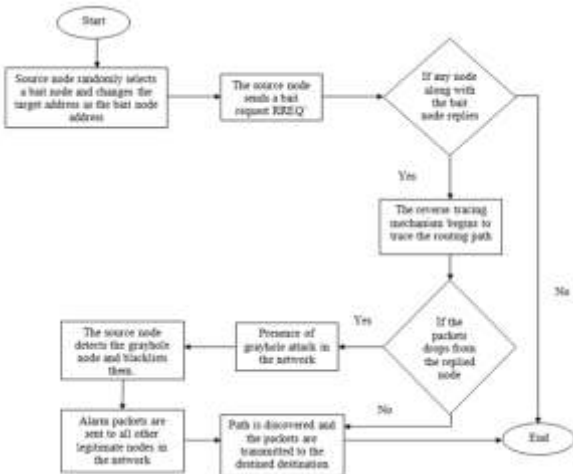 Start
Source node randomly selects
a bait node and changes the
target address as the bait node
address
The source node
sends a bait
request RREQ'
If any node
along with
the bait
node replies
Yes
The reverse tracing
mechanism begins to
trace the routing path
No
If the
packets
drops from
the replied
node
Yes
Presence of
grayhole attack in
the network
The source node
detects the grayhole
node and blacklists
them.
No
Alarm packets are
sent to all other
legitimate nodes in
the network
Path is discovered and
the packets are
transmitted to the
destined destination
End